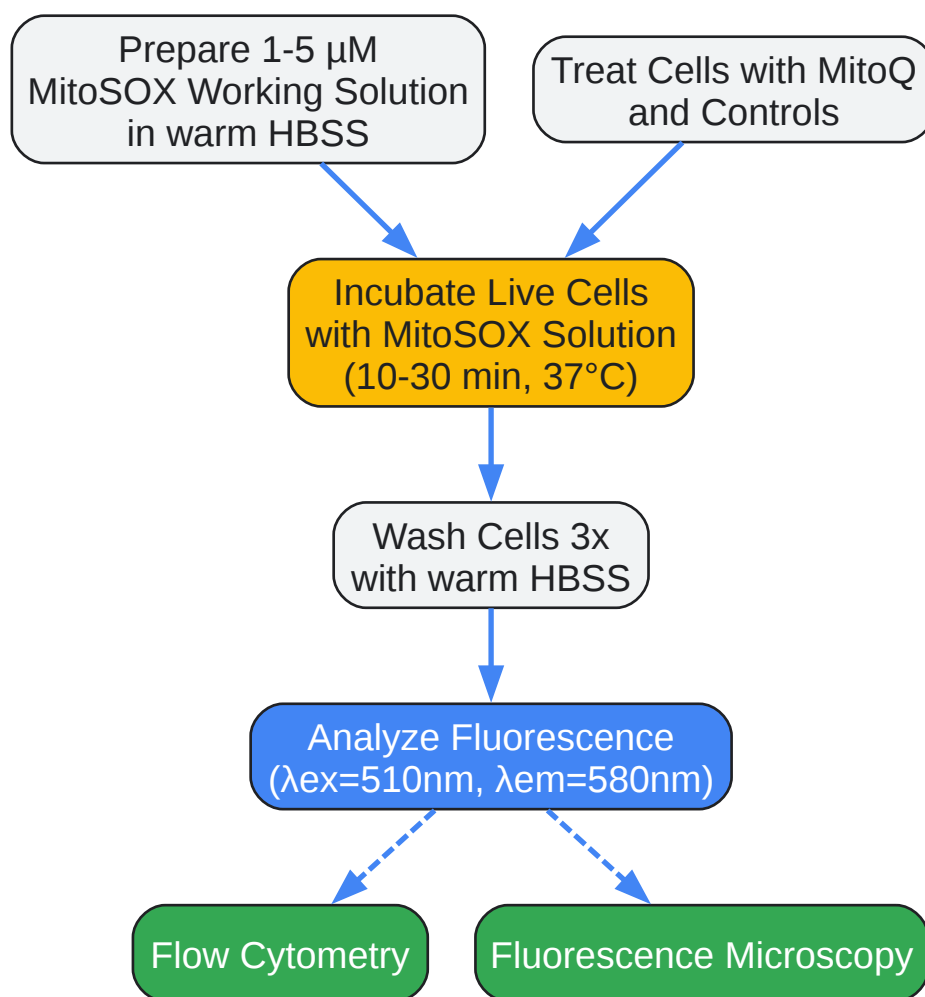 Prepare 1-5 µM
MitoSOX Working Solution
in warm HBSS
Treat Cells with MitoQ
and Controls
Incubate Live Cells
with MitoSOX Solution
(10-30 min, 37°C)
Wash Cells 3x
with warm HBSS
Analyze Fluorescence
(λex=510nm, λem=580nm)
Flow Cytometry
Fluorescence Microscopy